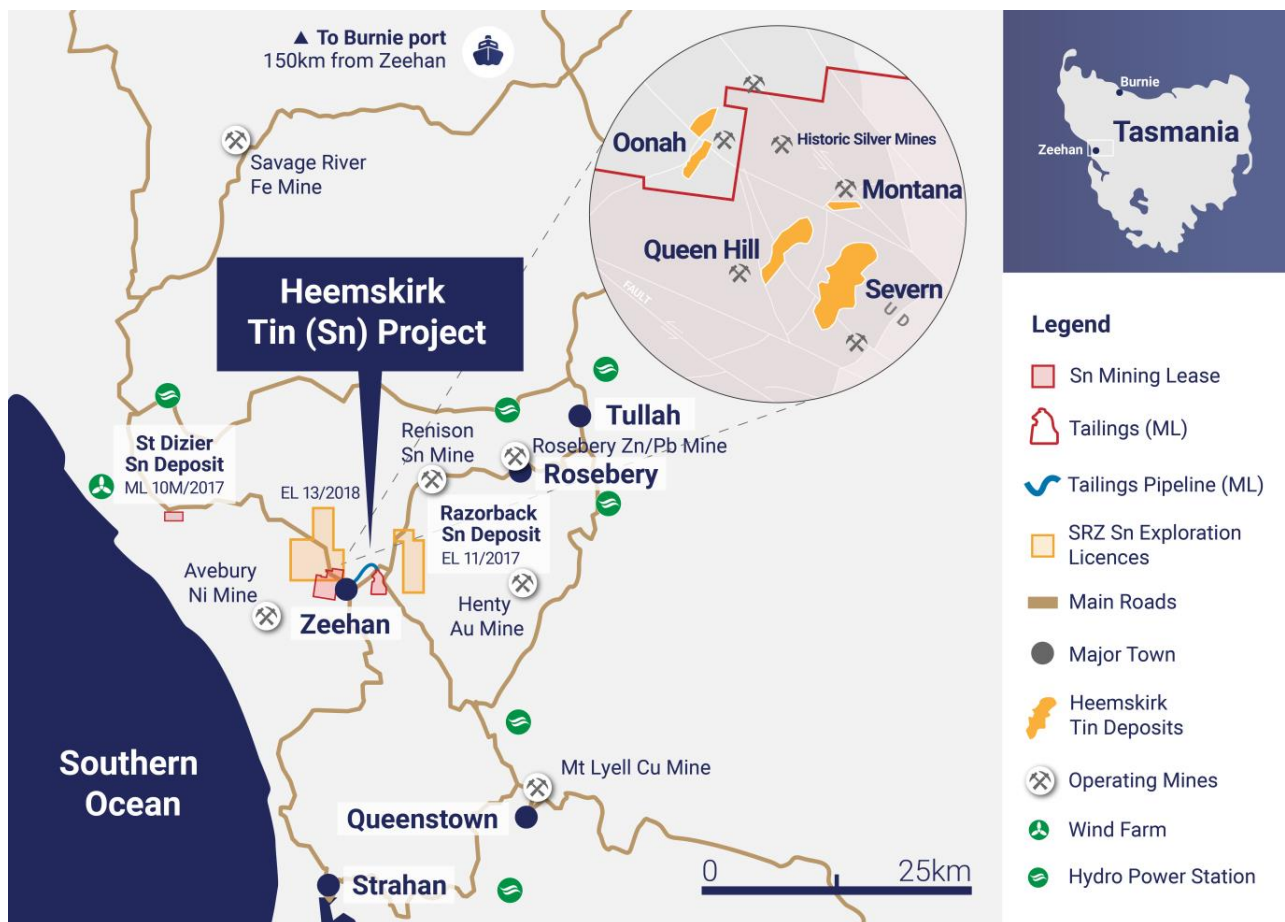 ▲ To Burnie port
150km from Zeehan
Savage River
Fe Mine
Heemskirk
Tin (Sn) Project
Oonah
Historic Silver Mines
Montana
Queen Hill
Severn
FAULT
U D
Tullah
Renison
Sn Mine
Rosebery Zn/Pb Mine
Rosebery
St Dizier
Sn Deposit
ML 10M/2017
EL 13/2018
Razorback
Sn Deposit
EL 11/2017
Avebury
Ni Mine
Zeehan
Henty
Au Mine
Southern
Ocean
Mt Lyell Cu Mine
Queenstown
Strahan
0 25km
Burnie
Tasmania
Zeehan
Legend
Sn Mining Lease
Tailings (ML)
Tailings Pipeline (ML)
SRZ Sn Exploration
Licences
Main Roads
Major Town
Heemskirk
Tin Deposits
Operating Mines
Wind Farm
Hydro Power Station